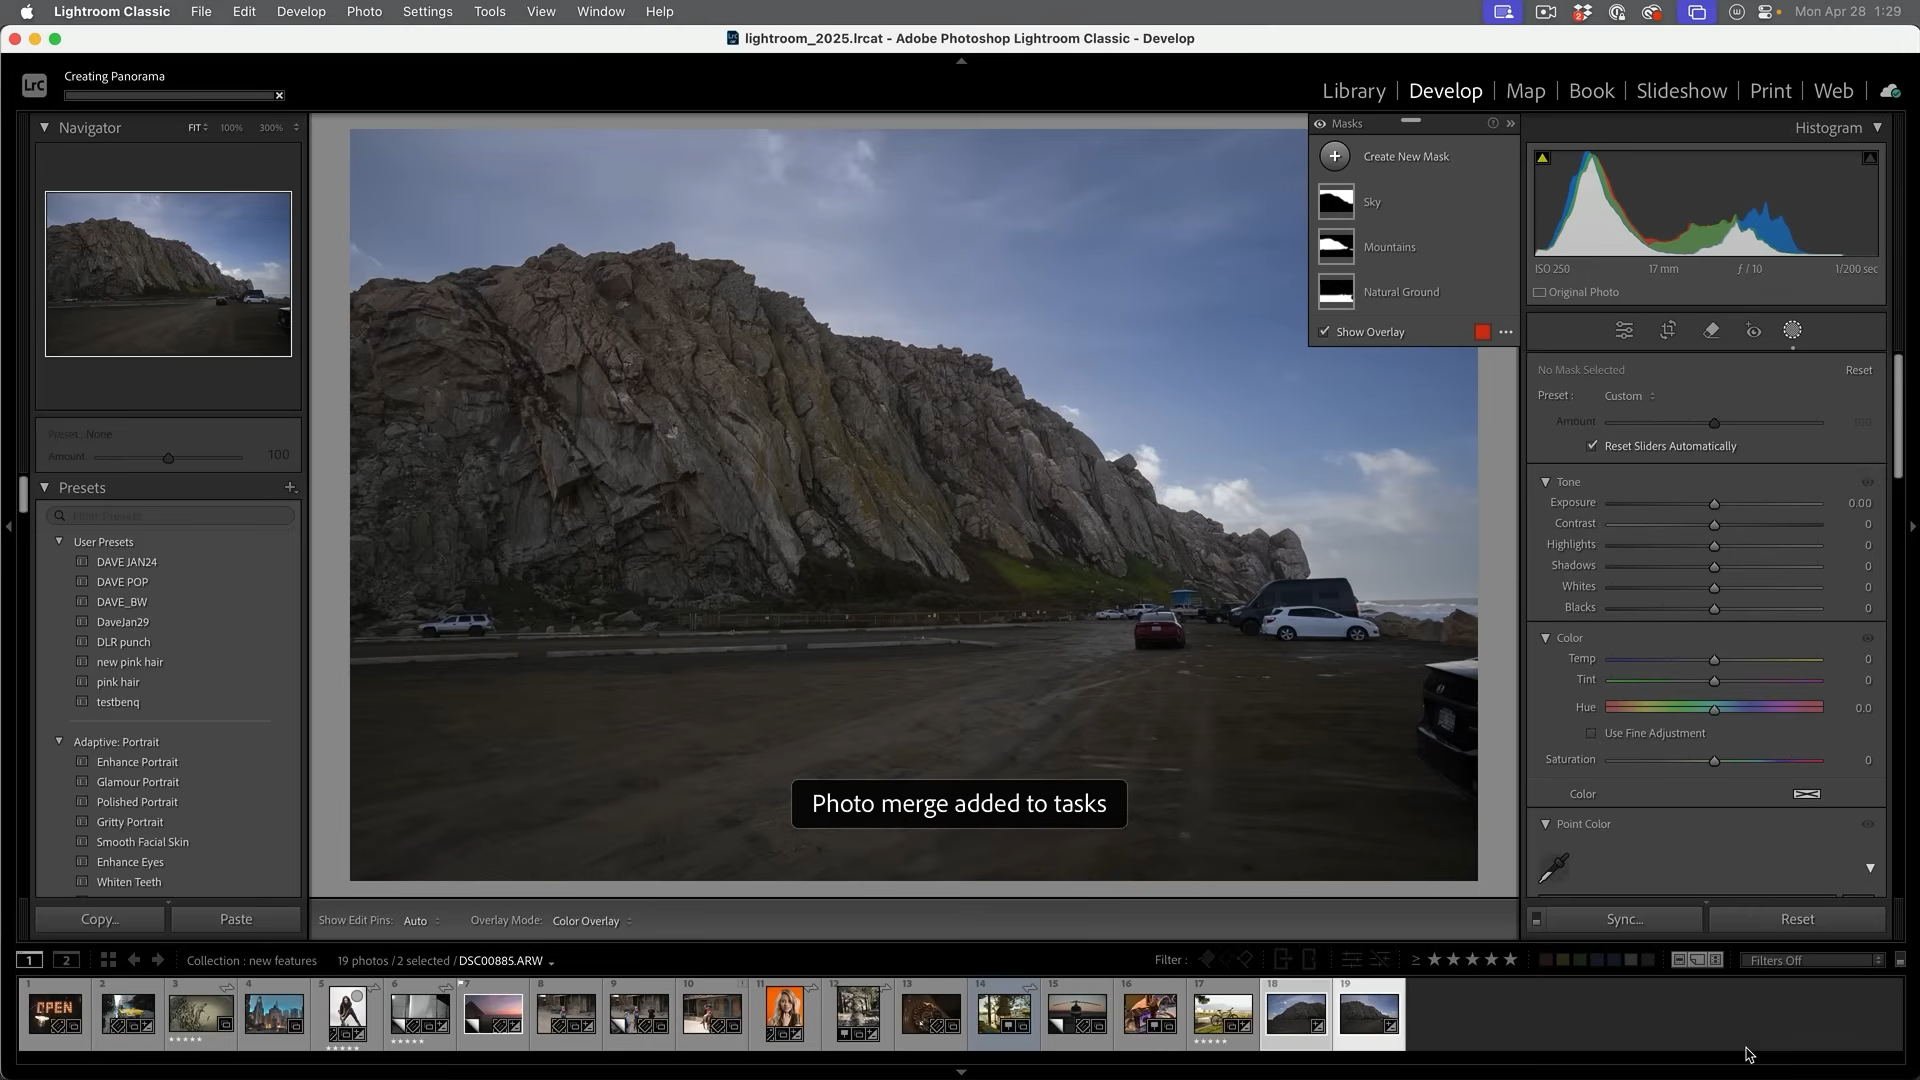 Lightroom Classic File Edit Develop Photo Settings Tools View Window Help
Mon Apr 28 1:29
lightroom_2025.lrcat - Adobe Photoshop Lightroom Classic - Develop
LrC
Creating Panorama
Library | Develop | Map | Book | Slideshow | Print | Web
Navigator FIT 100% 300%
Preset: None
Amount 100
Presets
Filter Presets
User Presets
DAVE JAN24
DAVE POP
DAVE_BW
DaveJan29
DLR punch
new pink hair
pink hair
testbenq
Adaptive: Portrait
Enhance Portrait
Glamour Portrait
Polished Portrait
Gritty Portrait
Smooth Facial Skin
Enhance Eyes
Whiten Teeth
Copy... Paste
Masks
Create New Mask
Sky
Mountains
Natural Ground
Show Overlay
Photo merge added to tasks
Show Edit Pins: Auto Overlay Mode: Color Overlay
Histogram
ISO 250 17 mm ƒ / 10 1/200 sec
Original Photo
No Mask Selected Reset
Preset : Custom
Amount 100
Reset Sliders Automatically
Tone
Exposure 0.00
Contrast 0
Highlights 0
Shadows 0
Whites 0
Blacks 0
Color
Temp 0
Tint 0
Hue 0.0
Use Fine Adjustment
Saturation 0
Color
Point Color
Sync... Reset
1 2 Collection : new features 19 photos / 2 selected / DSC00885.ARW Filter : ≥ ★★★★★ Filters Off
1 2 3 4 5 6 7 8 9 10 11 12 13 14 15 16 17 18 19
OPEN